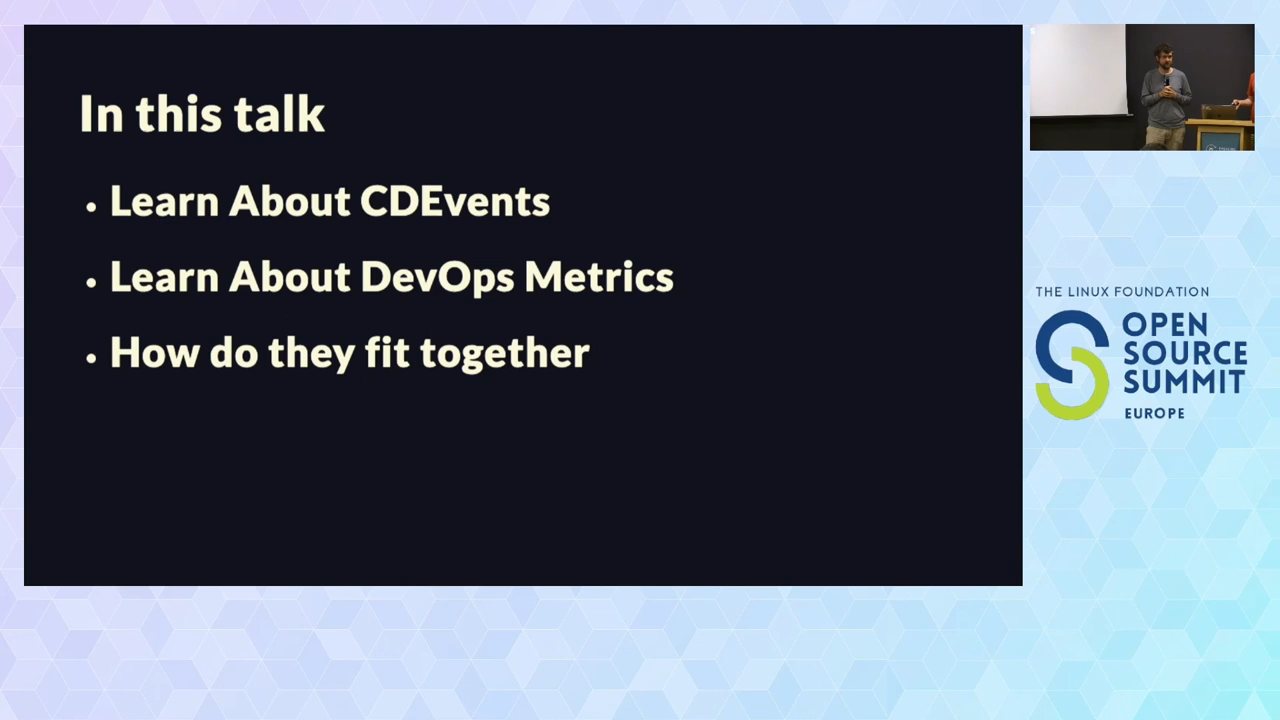 In this talk
• Learn About CDEvents
• Learn About DevOps Metrics
• How do they fit together
THE LINUX FOUNDATION
OPEN
SOURCE
SUMMIT
EUROPE